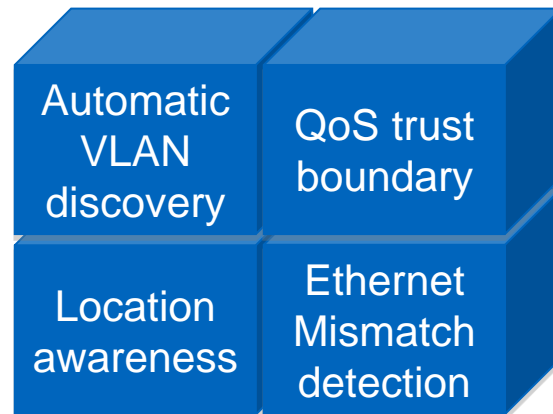 Automatic
VLAN
discovery
QoS trust
boundary
Location
awareness
Ethernet
Mismatch
detection